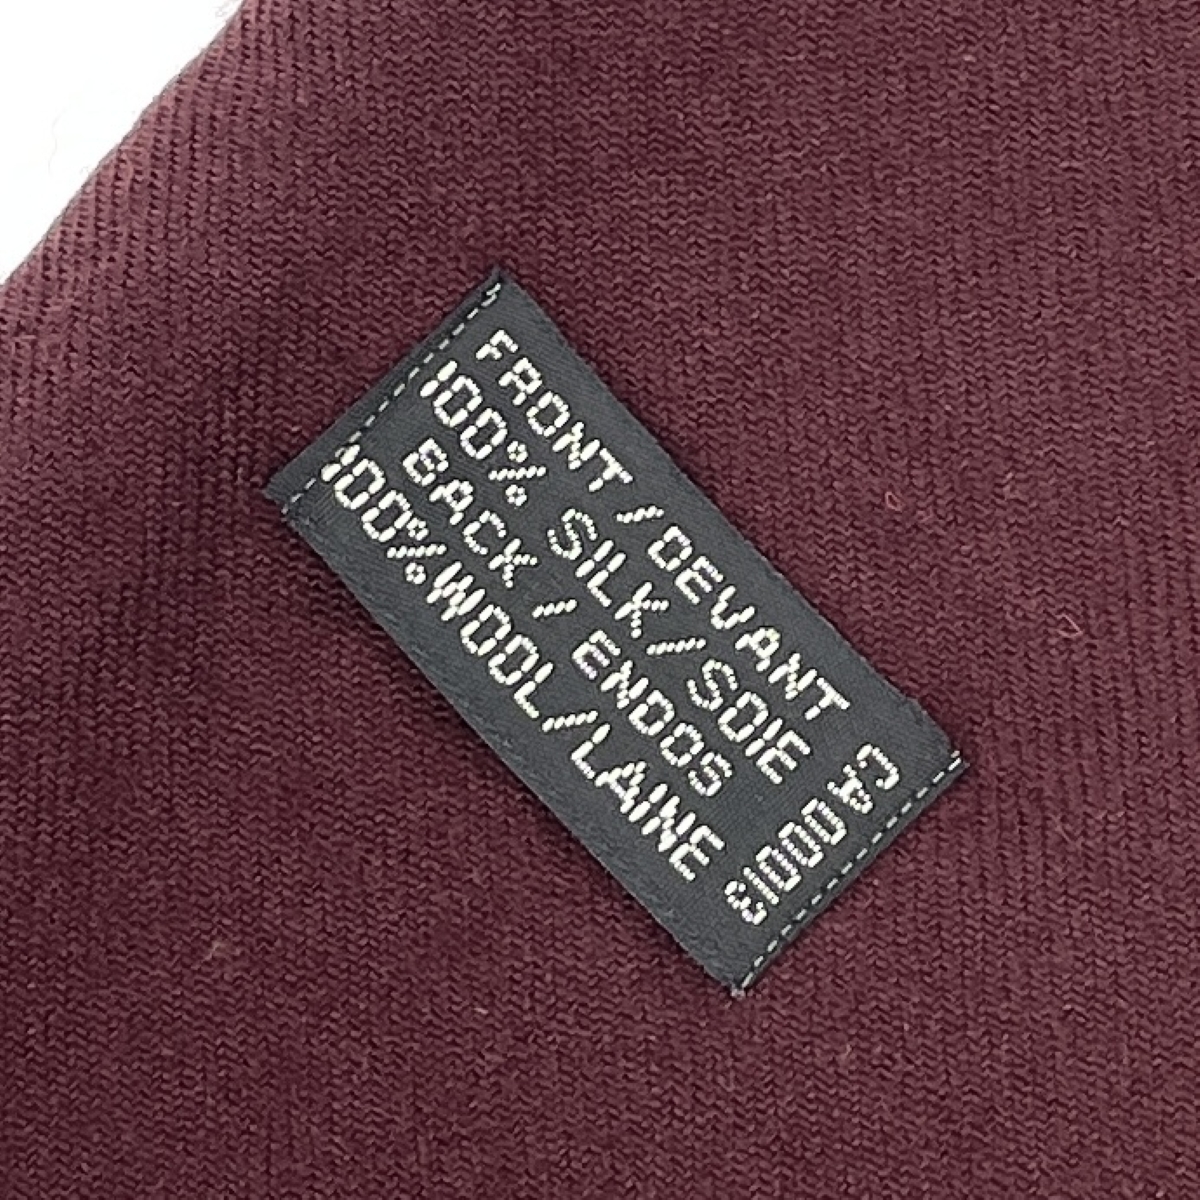 FRONT/DEVANT
100% SILK/SOIE
BACK/ENDOS
100%WOOL/LAINE
CA00013